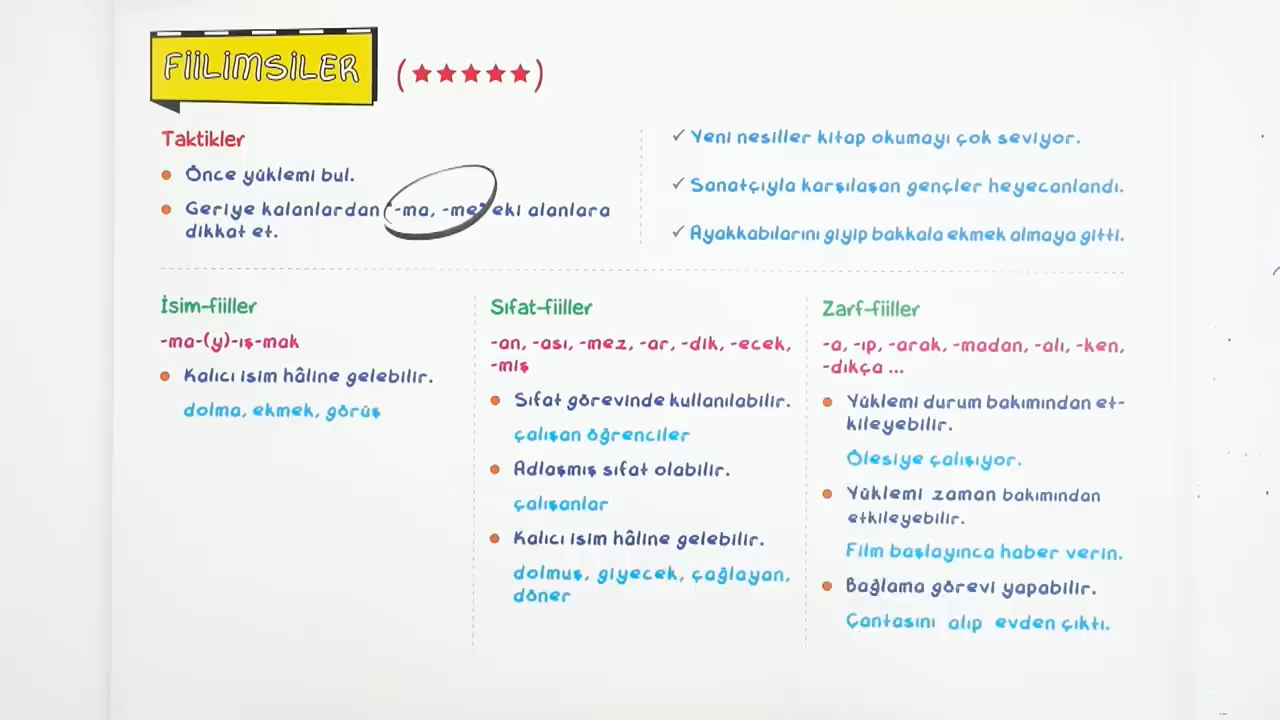 FİİLİMSİLER (★★★★★)
Taktikler
Önce yüklemi bul.
Geriye kalanlardan "-ma, -me" eki alanlara
dikkat et.
✓ Yeni nesiller kitap okumayı çok seviyor.
✓ Sanatçıyla karşılaşan gençler heyecanlandı.
✓ Ayakkabılarını giyip bakkala ekmek almaya gitti.
İsim-fiiller
-ma-(y)-ış-mak
Kalıcı isim hâline gelebilir.
dolma, ekmek, görüş
Sıfat-fiiller
-an, -ası, -mez, -ar, -dik, -ecek,
-miş
Sıfat görevinde kullanılabilir.
çalışan öğrenciler
Adlaşmış sıfat olabilir.
çalışanlar
Kalıcı isim hâline gelebilir.
dolmuş, giyecek, çağlayan,
döner
Zarf-fiiller
-a, -ıp, -arak, -madan, -alı, -ken,
-dıkça ...
Yüklemi durum bakımından et-
kileyebilir.
Ölesiye çalışıyor.
Yüklemi zaman bakımından
etkileyebilir.
Film başlayınca haber verin.
Bağlama görevi yapabilir.
Çantasını alıp evden çıktı.